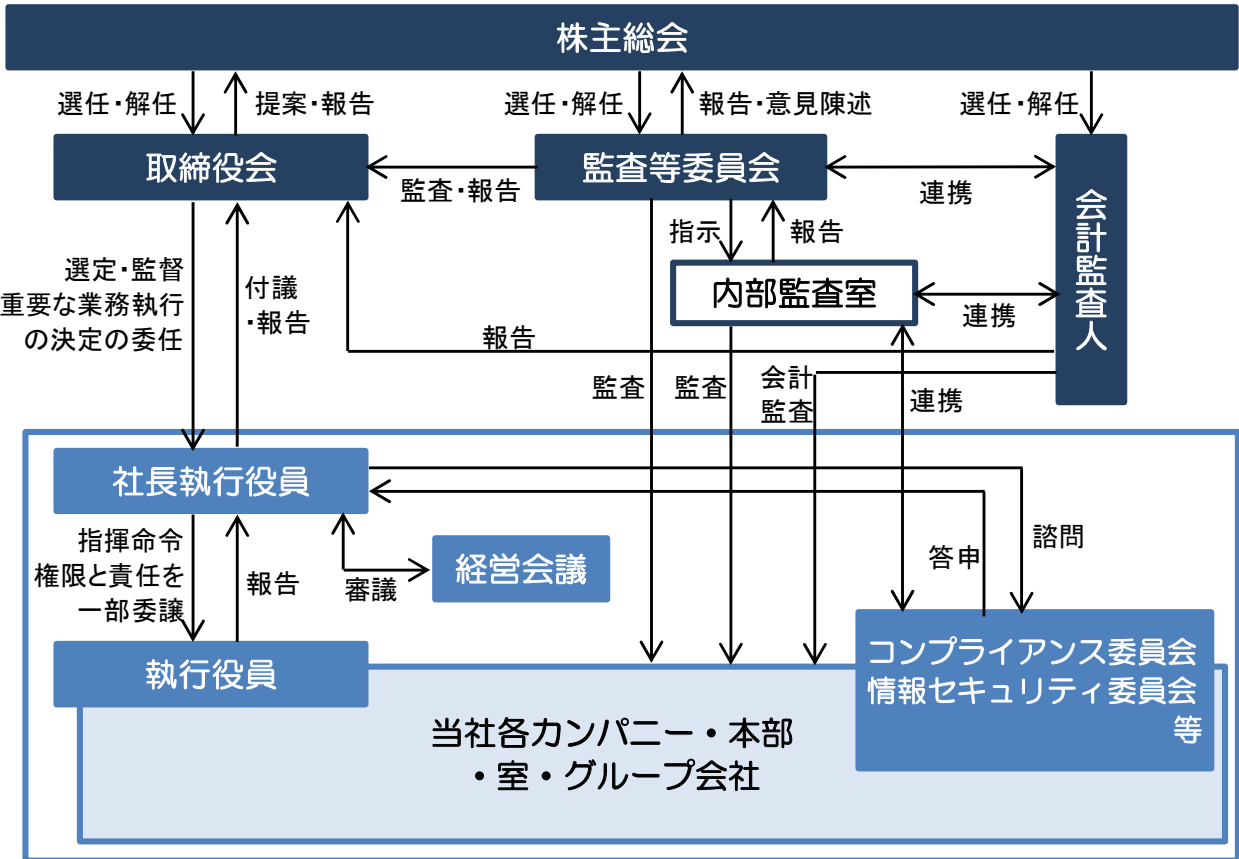 株主総会
選任・解任
提案・報告
選任・解任
報告・意見陳述
選任・解任
取締役会
監査・報告
監査等委員会
連携
会計監査人
指示
報告
内部監査室
連携
選定・監督
重要な業務執行
の決定の委任
付議
・報告
報告
監査
監査
会計
監査
連携
社長執行役員
指揮命令
権限と責任を
一部委譲
報告
審議
経営会議
答申
諮問
執行役員
コンプライアンス委員会
情報セキュリティ委員会
等
当社各カンパニー・本部
・室・グループ会社